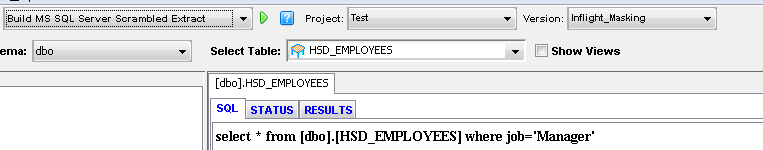 Build MS SQL Server Scrambled Extract Project: Test Version: Inflight_Masking
ema: dbo Select Table: HSD_EMPLOYEES Show Views
[dbo].HSD_EMPLOYEES
SQL STATUS RESULTS
select * from [dbo].[HSD_EMPLOYEES] where job='Manager'